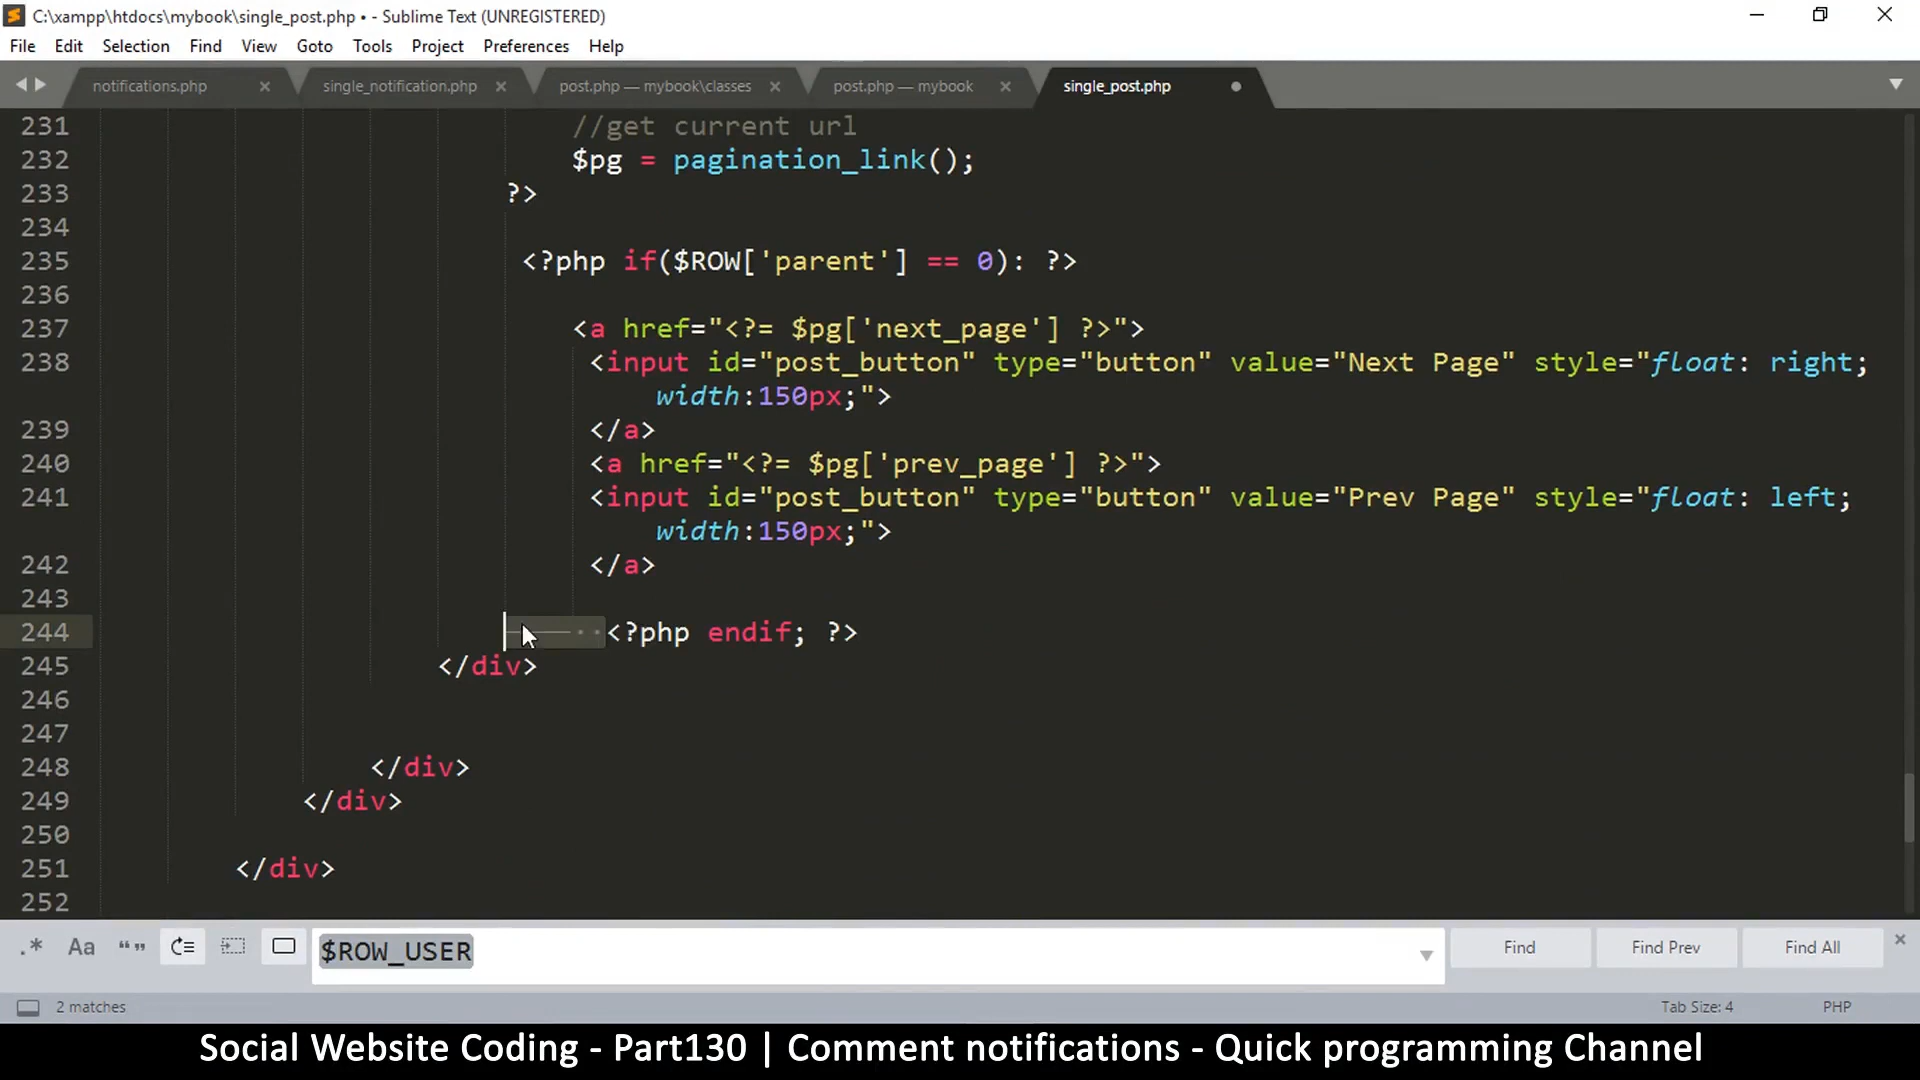 C:\xampp\htdocs\mybook\single_post.php • - Sublime Text (UNREGISTERED)
File Edit Selection Find View Goto Tools Project Preferences Help
notifications.php × single_notification.php × post.php — mybook\classes × post.php — mybook × single_post.php
231 //get current url
232 $pg = pagination_link();
233 ?>
234
235 <?php if($ROW['parent'] == 0): ?>
236
237 <a href="<?= $pg['next_page'] ?>">
238 <input id="post_button" type="button" value="Next Page" style="float: right;
width:150px;">
239 </a>
240 <a href="<?= $pg['prev_page'] ?>">
241 <input id="post_button" type="button" value="Prev Page" style="float: left;
width:150px;">
242 </a>
243
244 <?php endif; ?>
245 </div>
246
247
248 </div>
249 </div>
250
251 </div>
252
.* Aa “” $ROW_USER Find Find Prev Find All ×
2 matches Tab Size: 4 PHP
Social Website Coding - Part130 | Comment notifications - Quick programming Channel